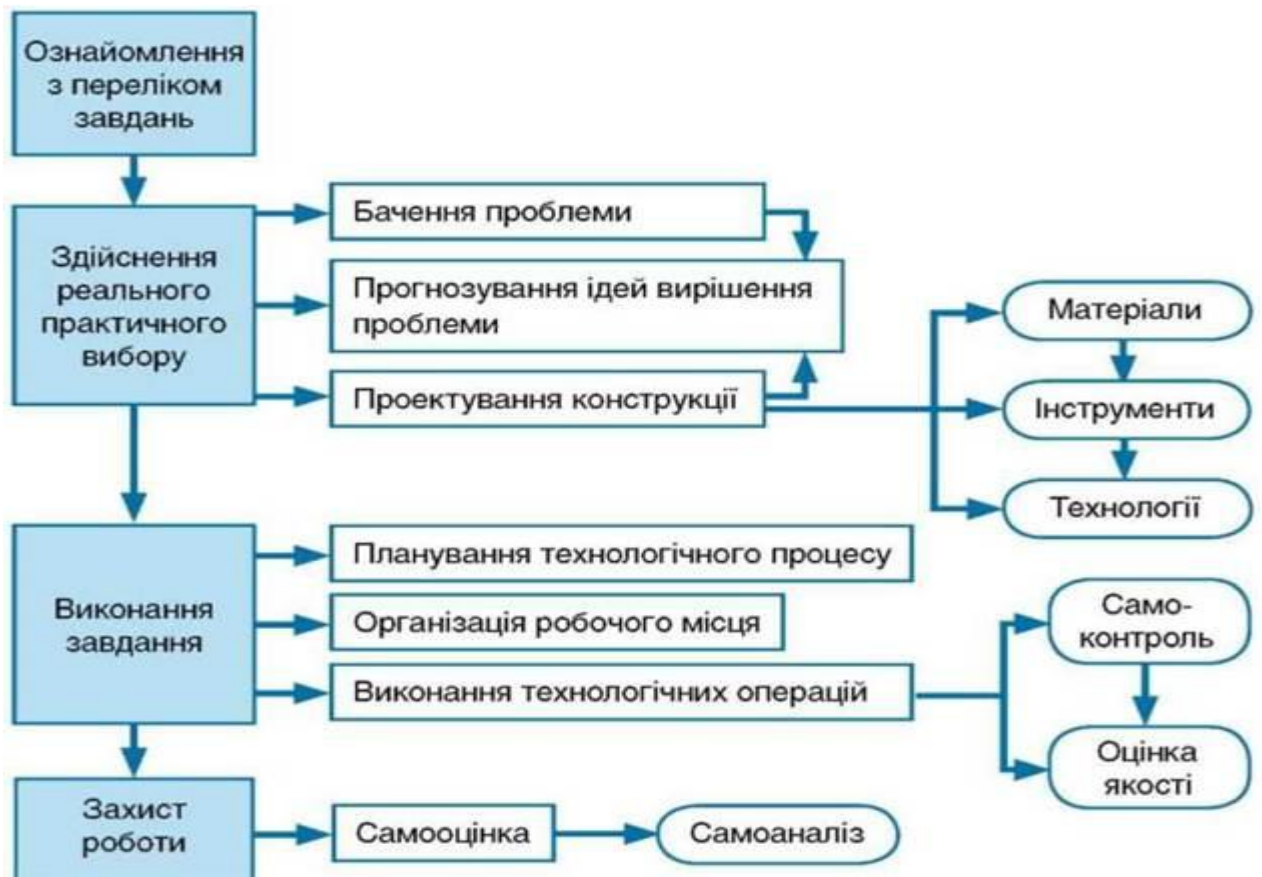 Ознайомлення
з переліком
завдань
Здійснення
реального
практичного
вибору
Бачення проблеми
Прогнозування ідей вирішення
проблеми
Проектування конструкції
Матеріали
Інструменти
Технології
Виконання
завдання
Планування технологічного процесу
Організація робочого місця
Виконання технологічних операцій
Само-
контроль
Оцінка
якості
Захист
роботи
Самооцінка
Самоаналіз